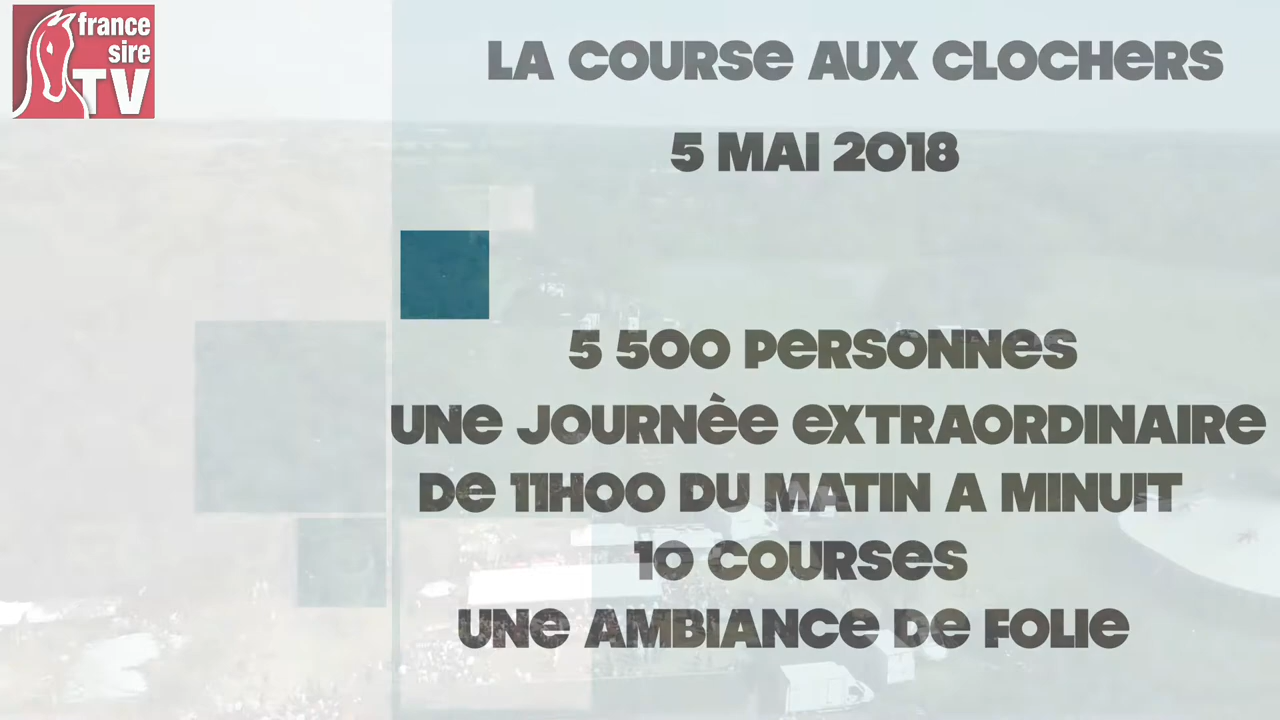 france
sire
TV
LA COURSE AUX CLOCHERS
5 MAI 2018
5 500 PERSONNES
UNE JOURNÈE EXTRAORDINAIRE
DE 11H00 DU MATIN A MINUIT
10 COURSES
UNE AMBIANCE DE FOLIE